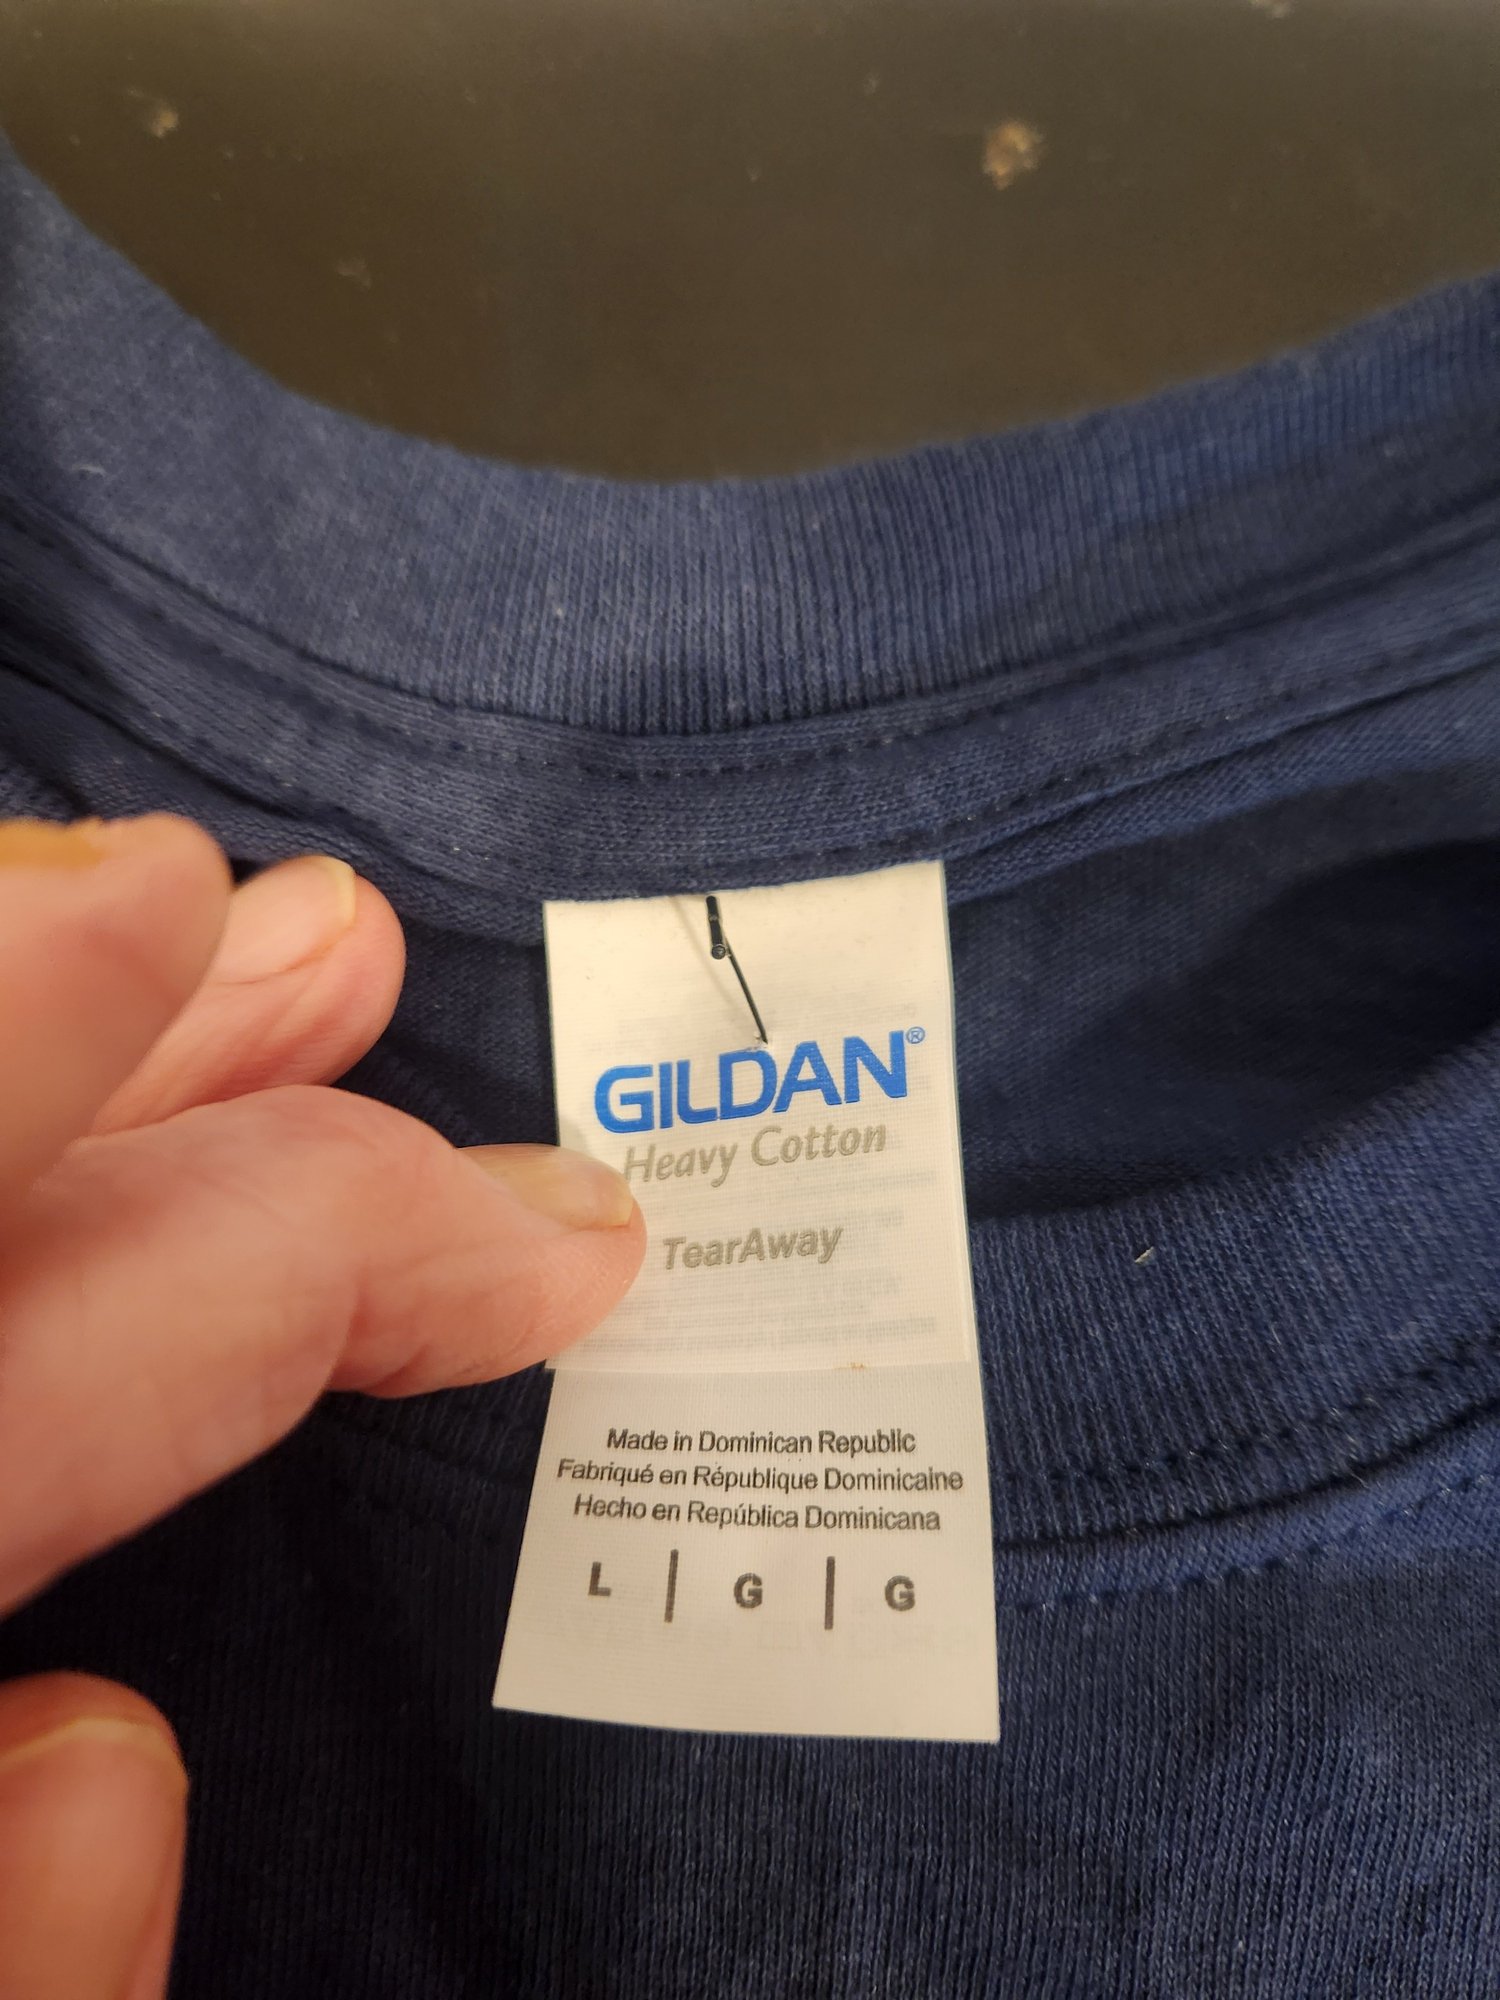 GILDAN®
Heavy Cotton
TearAway
Made in Dominican Republic
Fabriqué en République Dominicaine
Hecho en República Dominicana
L | G | G